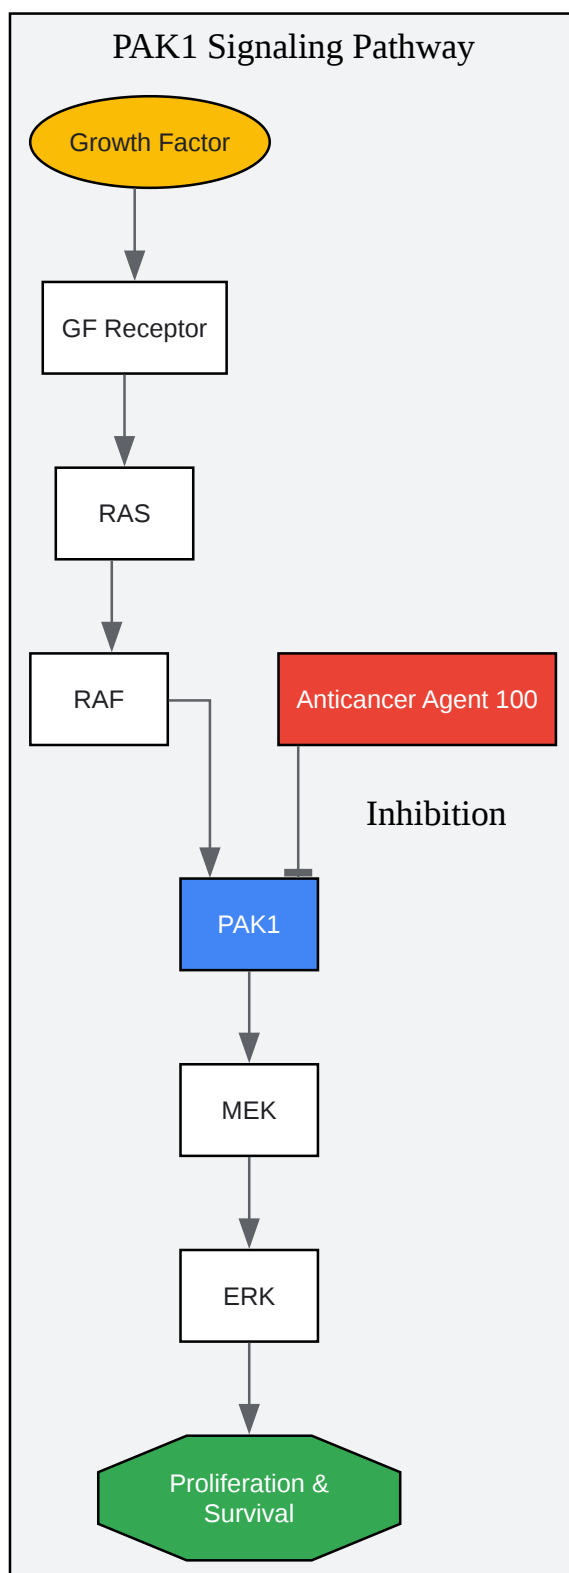 PAK1 Signaling Pathway
Growth Factor
GF Receptor
RAS
RAF
Anticancer Agent 100
Inhibition
PAK1
MEK
ERK
Proliferation &
Survival